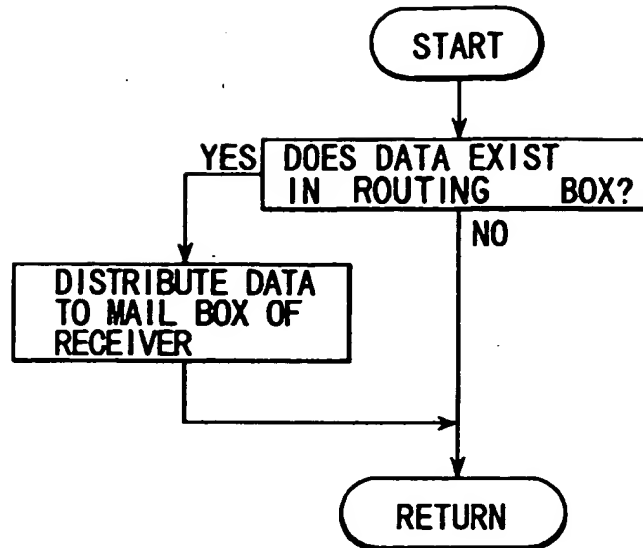 START
YES
DOES DATA EXIST
IN ROUTING BOX?
NO
DISTRIBUTE DATA
TO MAIL BOX OF
RECEIVER
RETURN